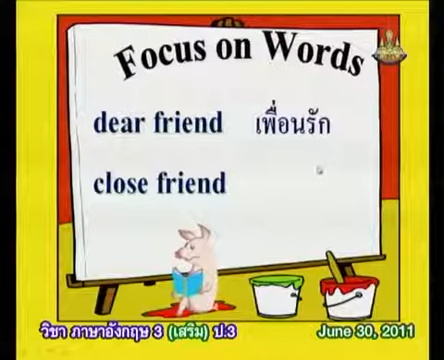 Focus on Words
dear friend เพื่อนรัก
close friend
วิชา ภาษาอังกฤษ 3 (เสริม) ป.3
June 30, 2011